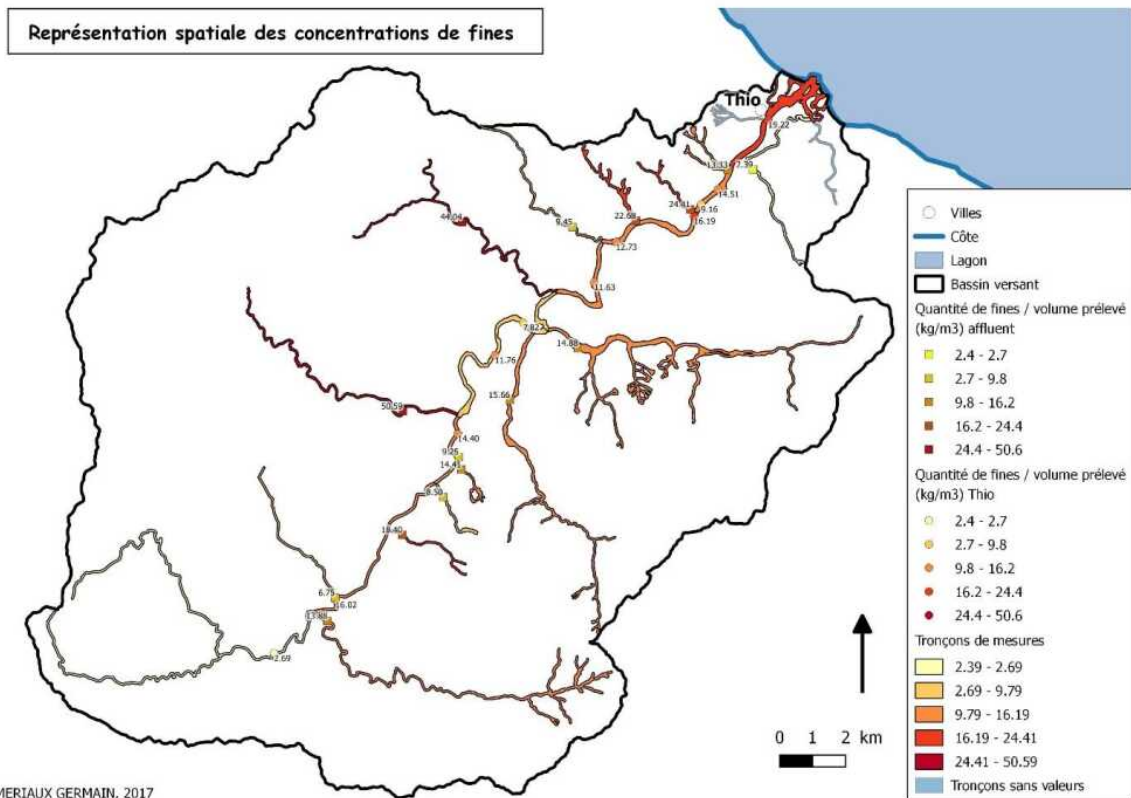 Représentation spatiale des concentrations de fines
Thio
19.22
13.33
2.39
14.51
24.41
9.16
16.19
22.68
12.73
9.45
44.04
11.63
7.82
14.88
11.76
15.66
50.59
14.40
9.25
14.41
8.50
18.40
6.75
16.02
13.88
2.69
Villes
Côte
Lagon
Bassin versant
Quantité de fines / volume prélevé
(kg/m3) affluent
2.4 - 2.7
2.7 - 9.8
9.8 - 16.2
16.2 - 24.4
24.4 - 50.6
Quantité de fines / volume prélevé
(kg/m3) Thio
2.4 - 2.7
2.7 - 9.8
9.8 - 16.2
16.2 - 24.4
24.4 - 50.6
Tronçons de mesures
2.39 - 2.69
2.69 - 9.79
9.79 - 16.19
16.19 - 24.41
24.41 - 50.59
Tronçons sans valeurs
0 1 2 km
MERIAUX GERMAIN, 2017